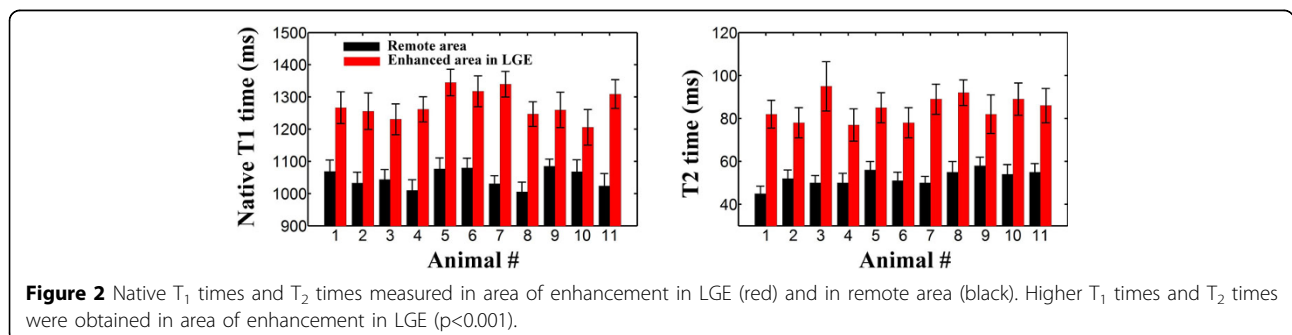 1500
1400
1300
1200
1100
1000
900
Native T1 time (ms)
Remote area
Enhanced area in LGE
1 2 3 4 5 6 7 8 9 10 11
Animal #
120
100
80
60
40
T2 time (ms)
1 2 3 4 5 6 7 8 9 10 11
Animal #
Figure 2 Native T₁ times and T₂ times measured in area of enhancement in LGE (red) and in remote area (black). Higher T₁ times and T₂ times
were obtained in area of enhancement in LGE (p<0.001).